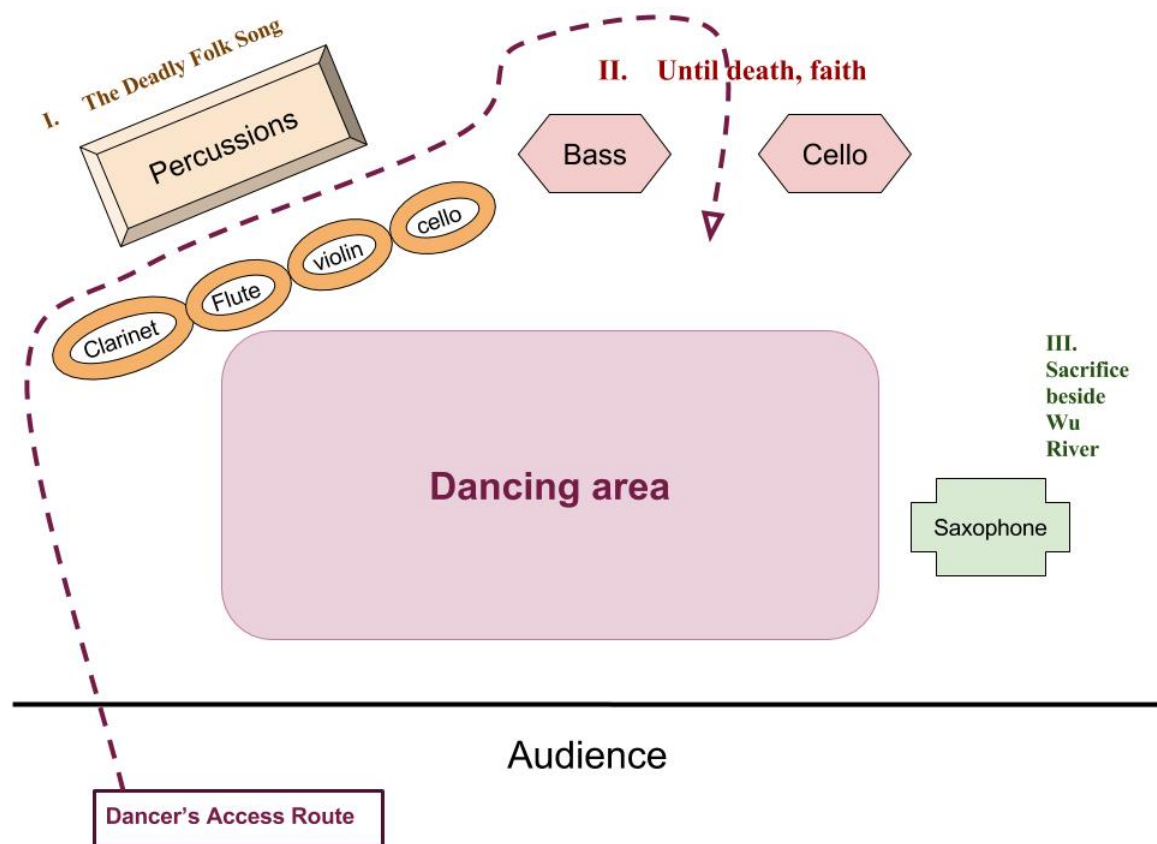 I. The Deadly Folk Song
Percussions
II. Until death, faith
Bass
Cello
cello
violin
Flute
Clarinet
III.
Sacrifice
beside
Wu
River
Dancing area
Saxophone
Audience
Dancer’s Access Route